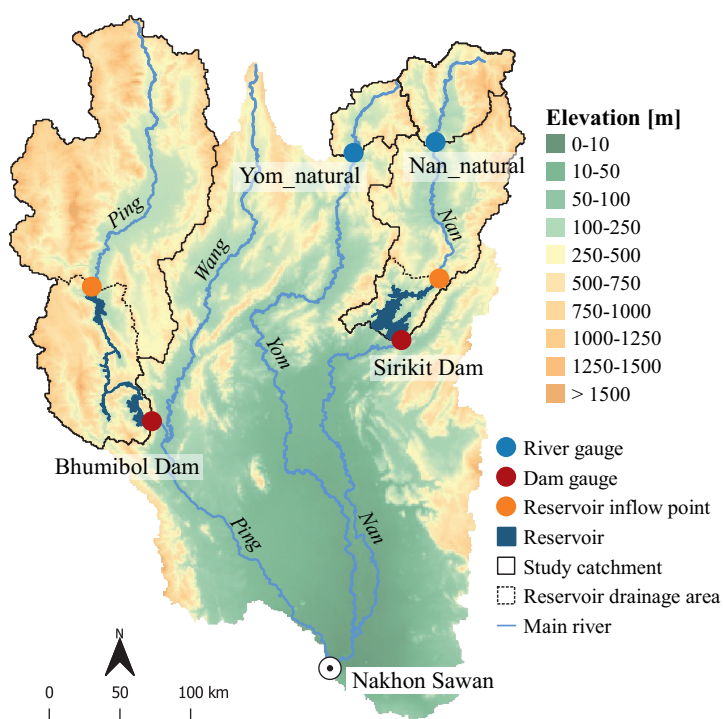 Elevation [m]
0-10
10-50
50-100
100-250
250-500
500-750
750-1000
1000-1250
1250-1500
> 1500
Yom_natural
Nan_natural
Ping
Wang
Nan
Yom
Sirikit Dam
Bhumibol Dam
Ping
Nan
River gauge
Dam gauge
Reservoir inflow point
Reservoir
Study catchment
Reservoir drainage area
Main river
N
Nakhon Sawan
0 50 100 km